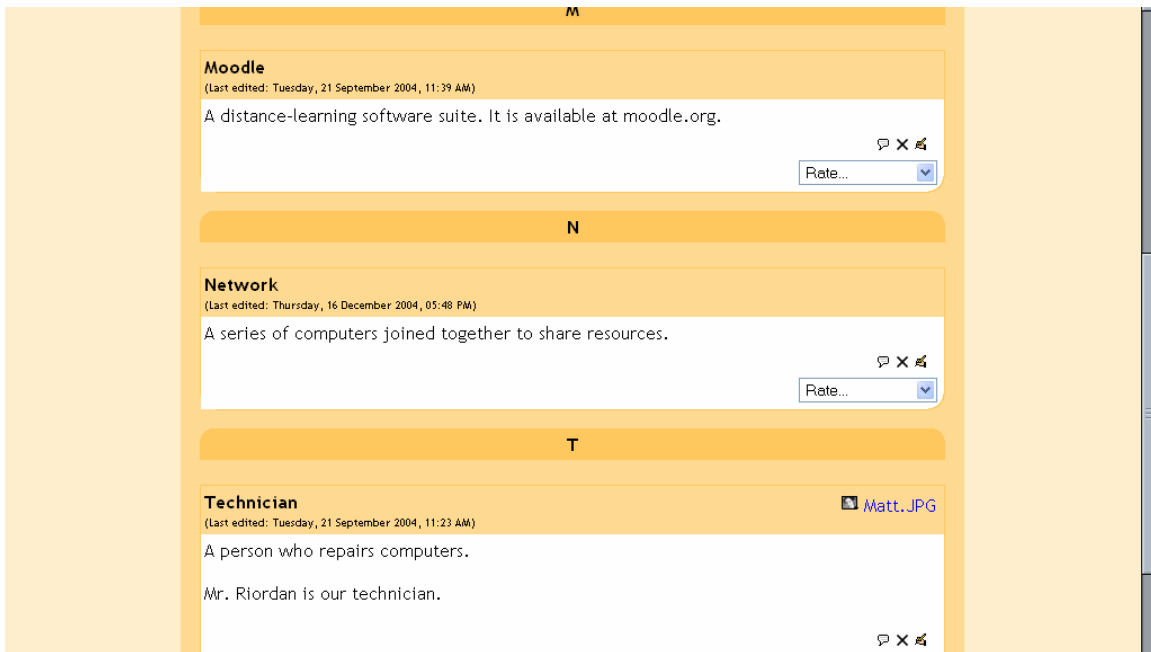 M
Moodle
(Last edited: Tuesday, 21 September 2004, 11:39 AM)
A distance-learning software suite. It is available at moodle.org.
Rate...
N
Network
(Last edited: Thursday, 16 December 2004, 05:48 PM)
A series of computers joined together to share resources.
Rate...
T
Technician
Matt.JPG
(Last edited: Tuesday, 21 September 2004, 11:23 AM)
A person who repairs computers.
Mr. Riordan is our technician.